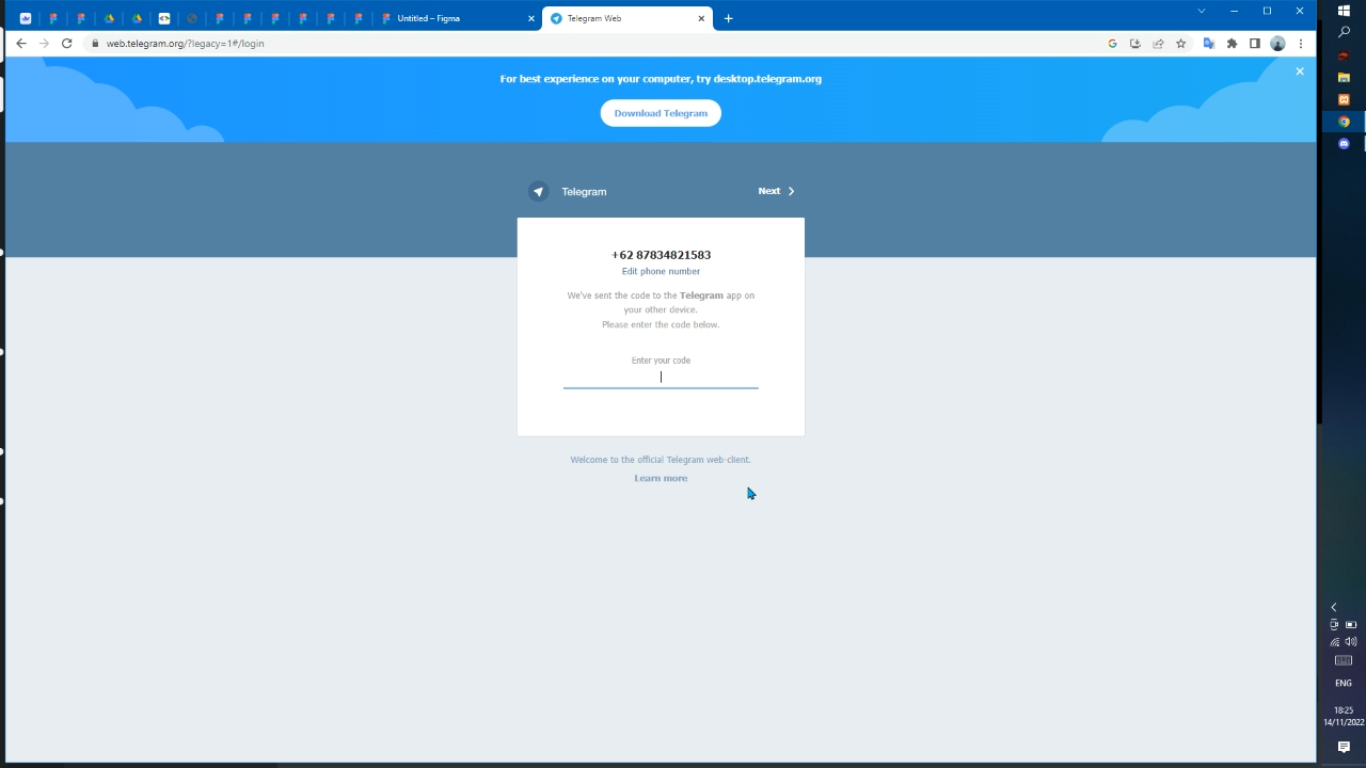 Untitled – Figma
Telegram Web
web.telegram.org/?legacy=1#/login
For best experience on your computer, try desktop.telegram.org
Download Telegram
Telegram
Next
+62 87834821583
Edit phone number
We've sent the code to the Telegram app on
your other device.
Please enter the code below.
Enter your code
Welcome to the official Telegram web-client.
Learn more
ENG
18:25
14/11/2022